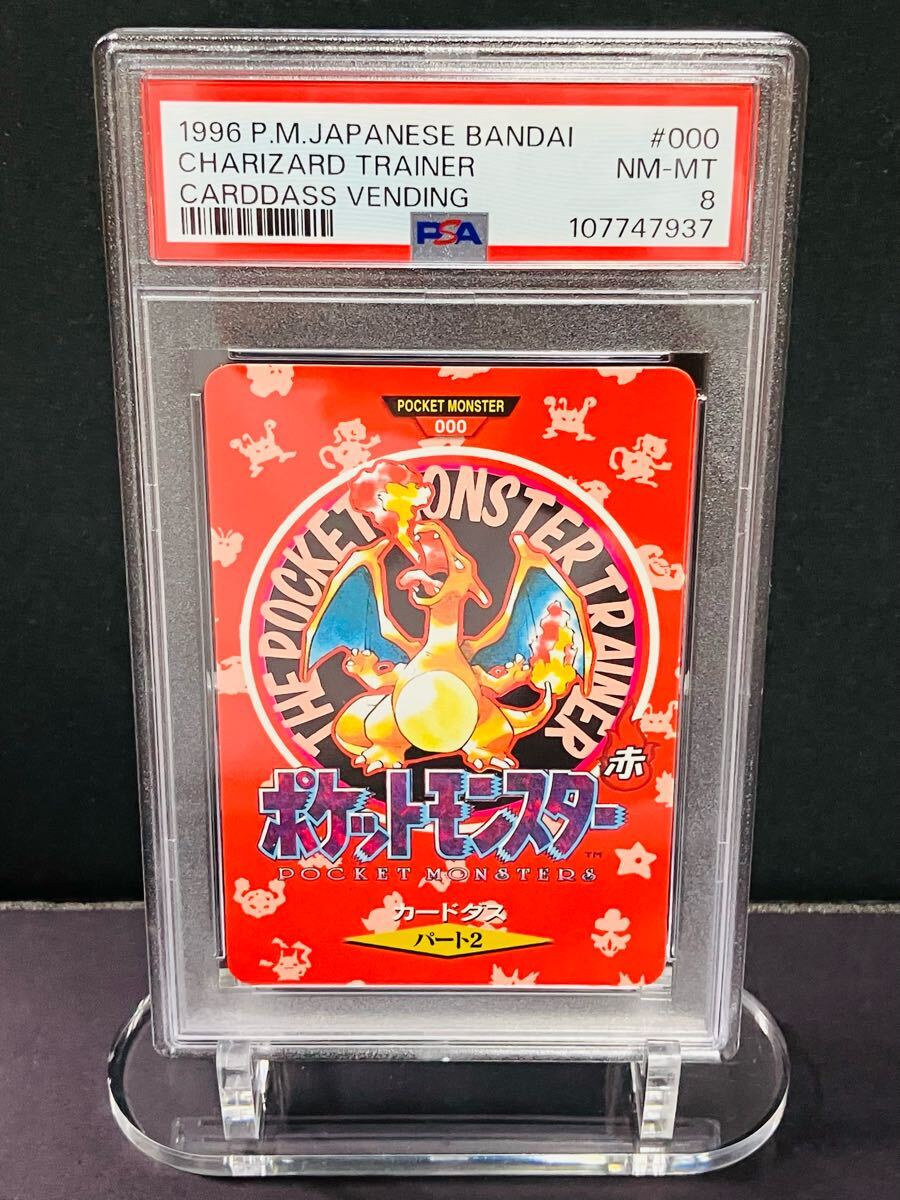 1996 P.M.JAPANESE BANDAI #000
CHARIZARD TRAINER NM-MT
CARDDASS VENDING 8
PSA 107747937
POCKET MONSTER
000
THE POCKET MONSTER TRAINER
赤
ポケットモンスター
TM
POCKET MONSTERS
カードダス
パート2